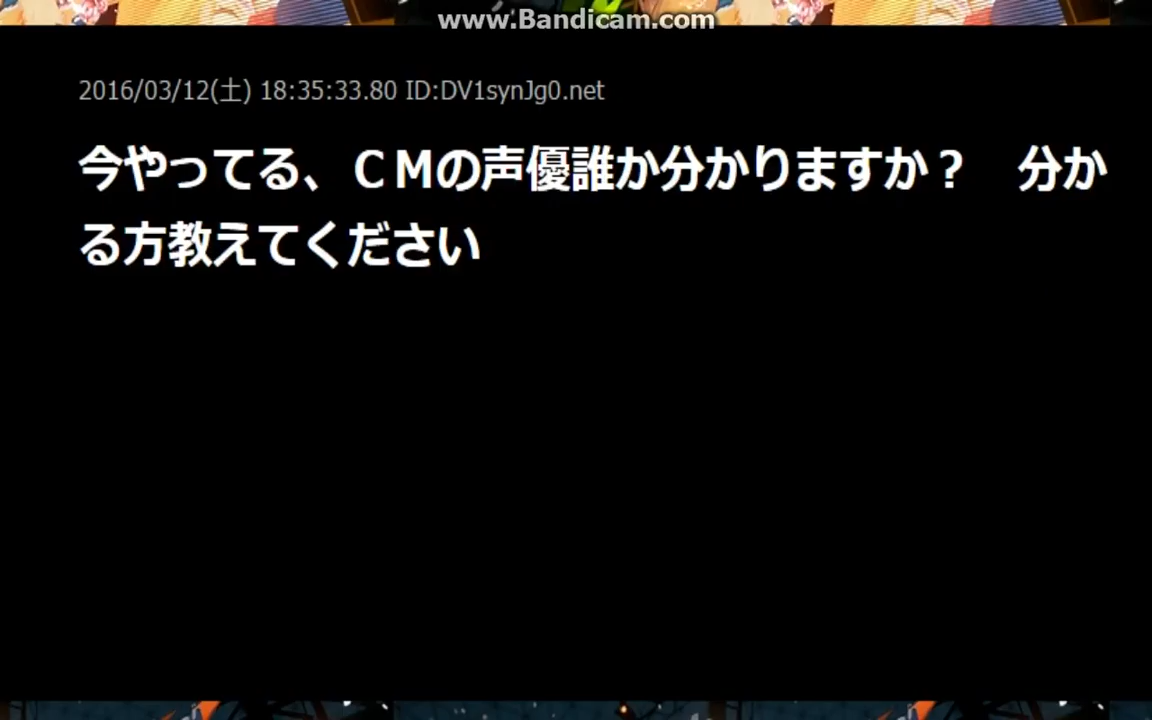 www.Bandicam.com
2016/03/12(土) 18:35:33.80 ID:DV1synJg0.net
今やってる、ＣＭの声優誰か分かりますか？　分か
る方教えてください